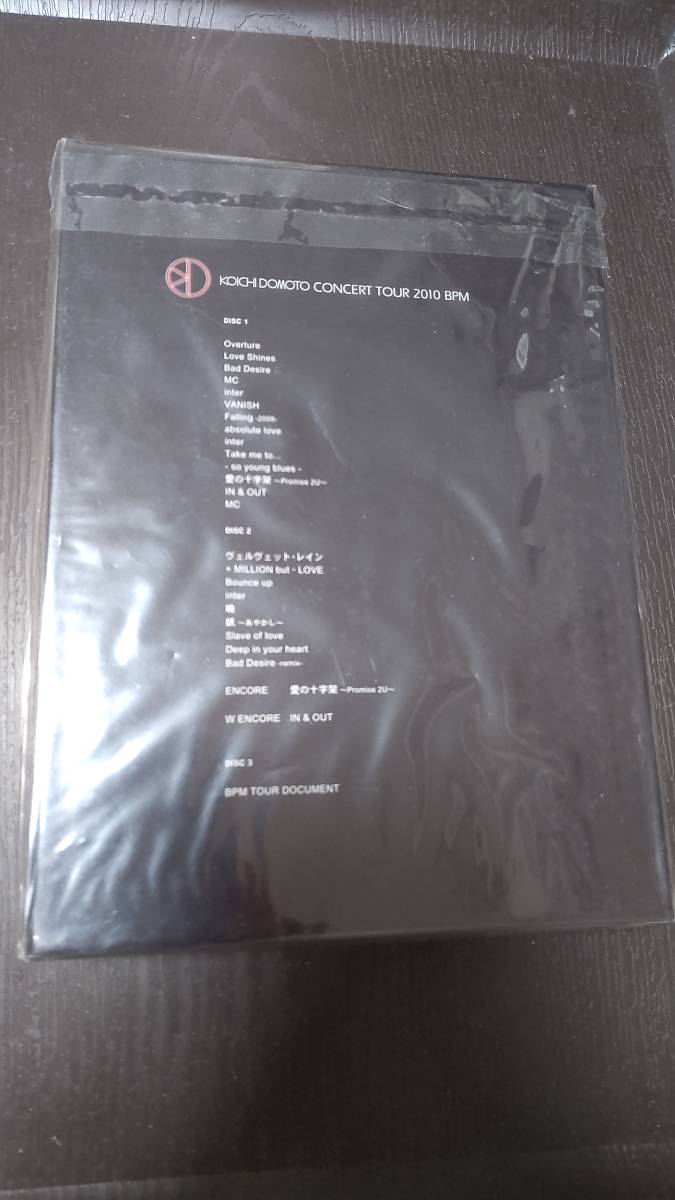 KOICHI DOMOTO CONCERT TOUR 2010 BPM
DISC 1
Overture
Love Shines
Bad Desire
MC
inter
VANISH
Falling -2009-
absolute love
inter
Take me to...
- so young blues -
愛の十字架 〜Promise 2U〜
IN & OUT
MC
DISC 2
ヴェルヴェット・レイン
+ MILLION but - LOVE
Bounce up
inter
暁
妖 〜あやかし〜
Slave of love
Deep in your heart
Bad Desire -remix-
ENCORE 愛の十字架 〜Promise 2U〜
W ENCORE IN & OUT
DISC 3
BPM TOUR DOCUMENT